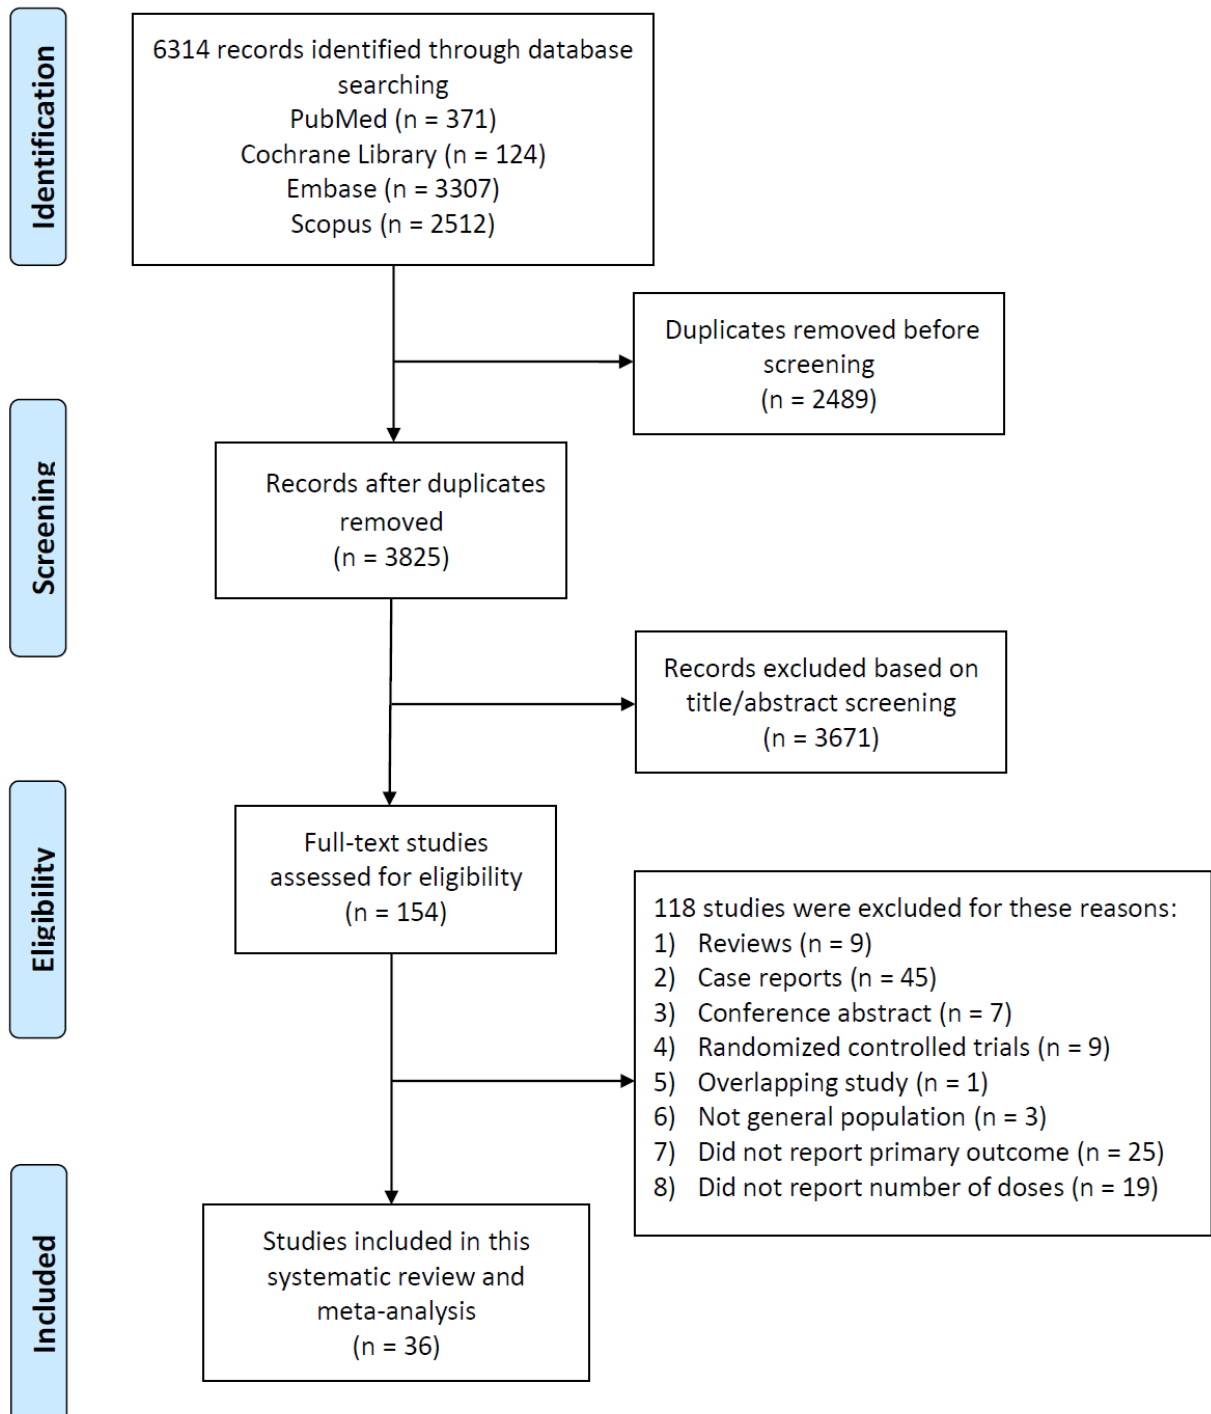 Identification
6314 records identified through database
searching
PubMed (n = 371)
Cochrane Library (n = 124)
Embase (n = 3307)
Scopus (n = 2512)
Duplicates removed before
screening
(n = 2489)
Screening
Records after duplicates
removed
(n = 3825)
Records excluded based on
title/abstract screening
(n = 3671)
Eligibility
Full-text studies
assessed for eligibility
(n = 154)
118 studies were excluded for these reasons:
1) Reviews (n = 9)
2) Case reports (n = 45)
3) Conference abstract (n = 7)
4) Randomized controlled trials (n = 9)
5) Overlapping study (n = 1)
6) Not general population (n = 3)
7) Did not report primary outcome (n = 25)
8) Did not report number of doses (n = 19)
Included
Studies included in this
systematic review and
meta-analysis
(n = 36)